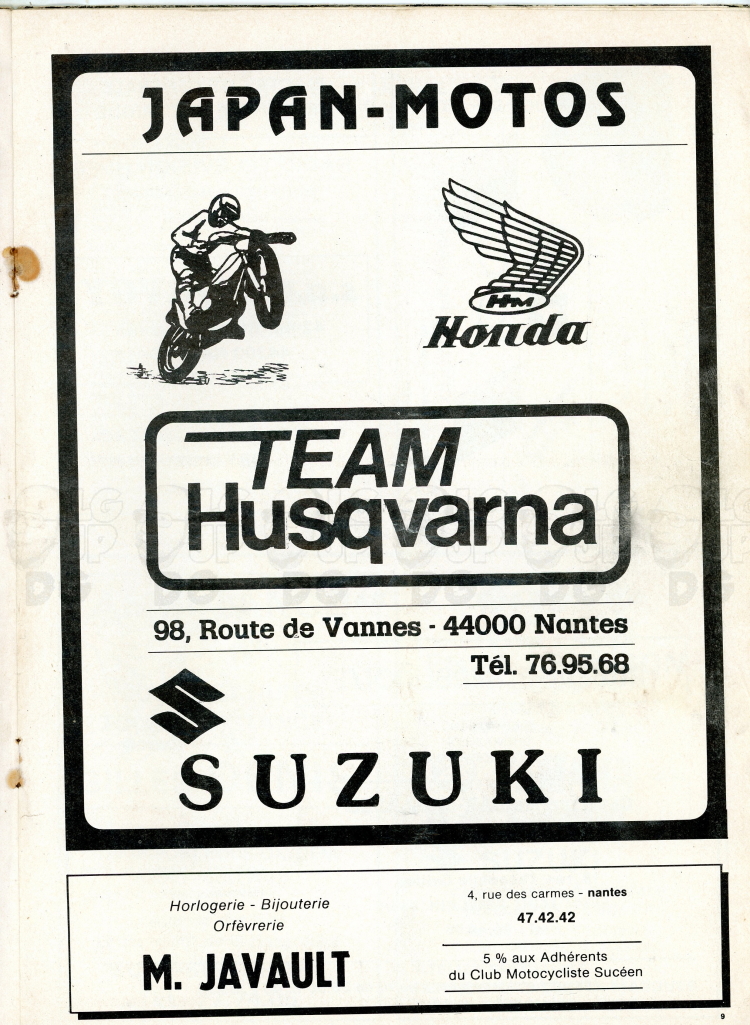 JAPAN-MOTOS
HM
Honda
TEAM
Husqvarna
98, Route de Vannes - 44000 Nantes
Tél. 76.95.68
SUZUKI
Horlogerie - Bijouterie
Orfèvrerie
M. JAVAULT
4, rue des carmes - nantes
47.42.42
5 % aux Adhérents
du Club Motocycliste Sucéen
9